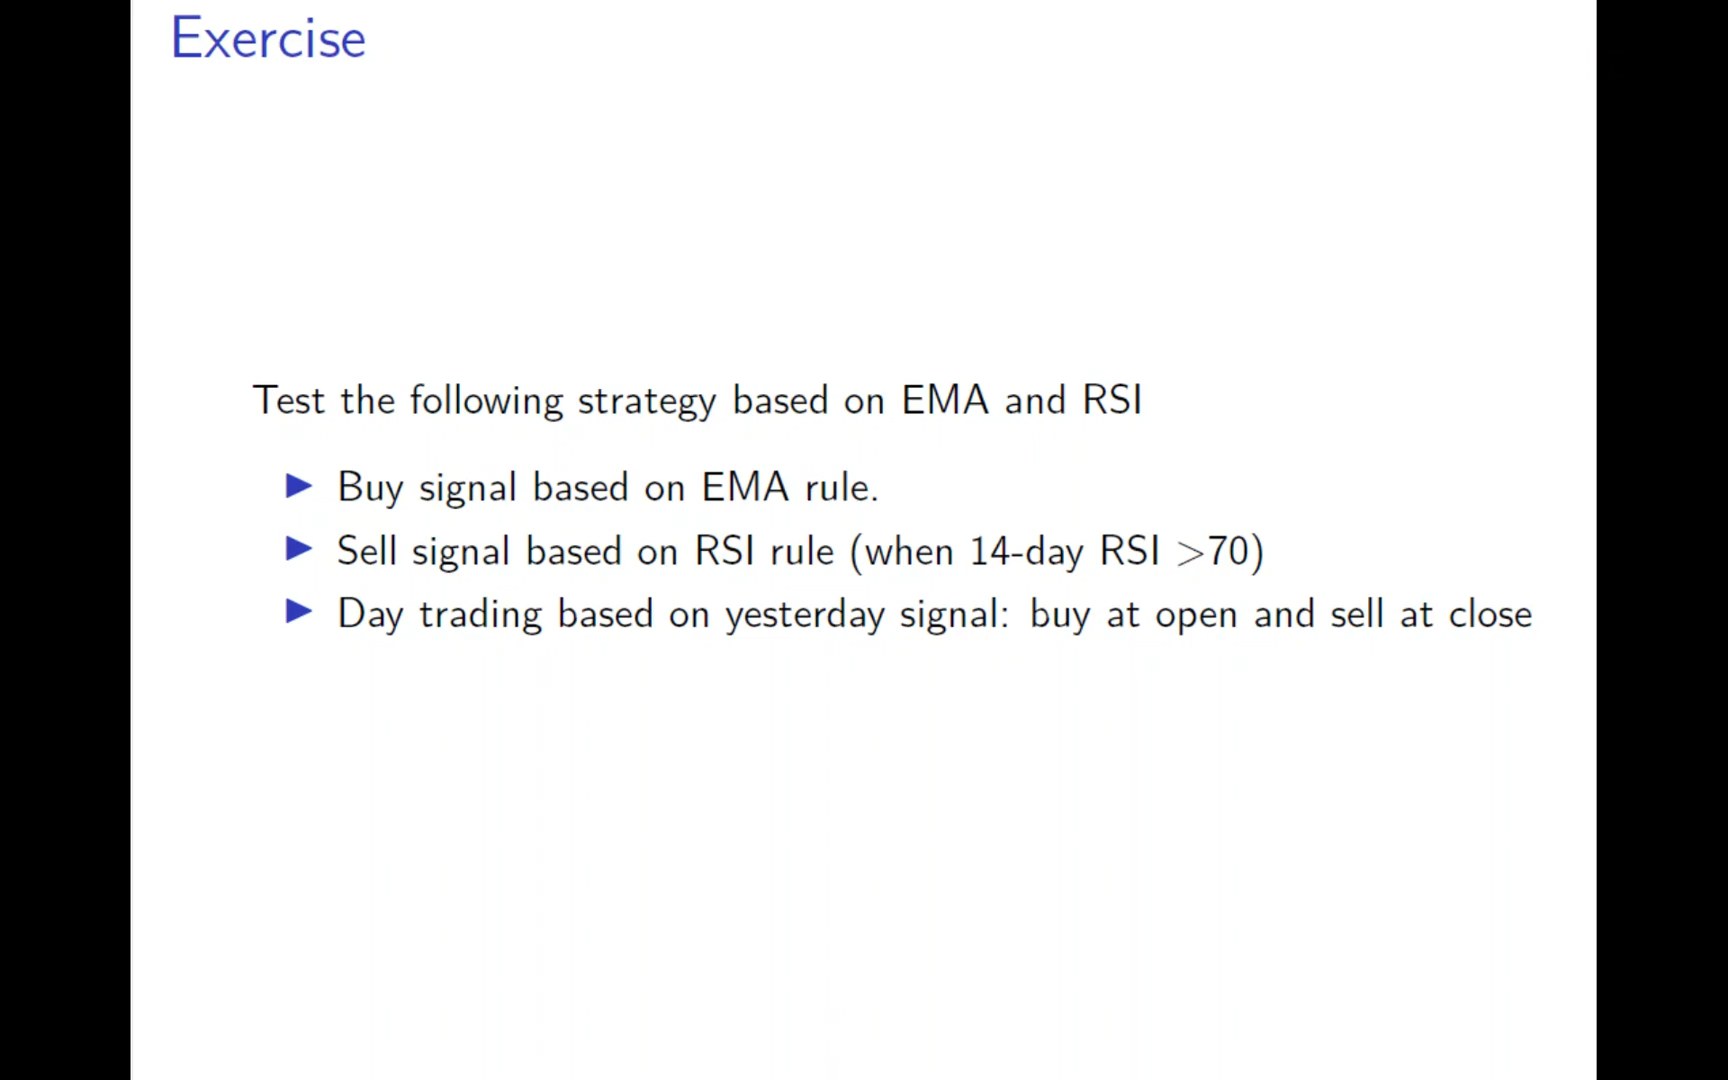 Exercise
Test the following strategy based on EMA and RSI
▶ Buy signal based on EMA rule.
▶ Sell signal based on RSI rule (when 14-day RSI >70)
▶ Day trading based on yesterday signal: buy at open and sell at close